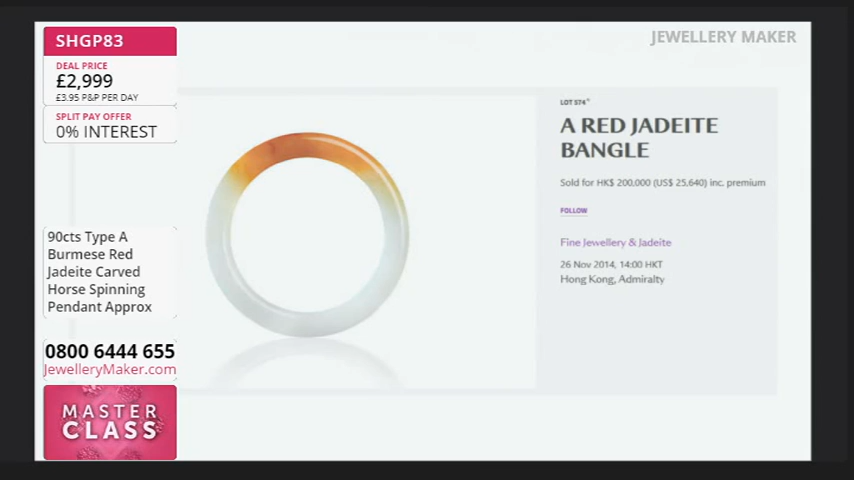 SHGP83
DEAL PRICE
£2,999
£3.95 P&P PER DAY
SPLIT PAY OFFER
0% INTEREST
90cts Type A
Burmese Red
Jadeite Carved
Horse Spinning
Pendant Approx
0800 6444 655
JewelleryMaker.com
MASTER
CLASS
JEWELLERY MAKER
LOT 574
A RED JADEITE
BANGLE
Sold for HK$ 200,000 (US$ 25,640) inc. premium
FOLLOW
Fine Jewellery & Jadeite
26 Nov 2014, 14:00 HKT
Hong Kong, Admiralty